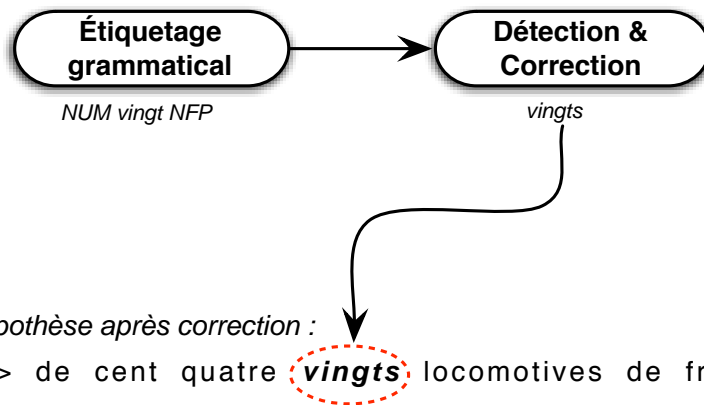 Étiquetage
grammatical
Détection &
Correction
NUM vingt NFP
vingts
pothèse après correction :
> de cent quatre vingts locomotives de fr